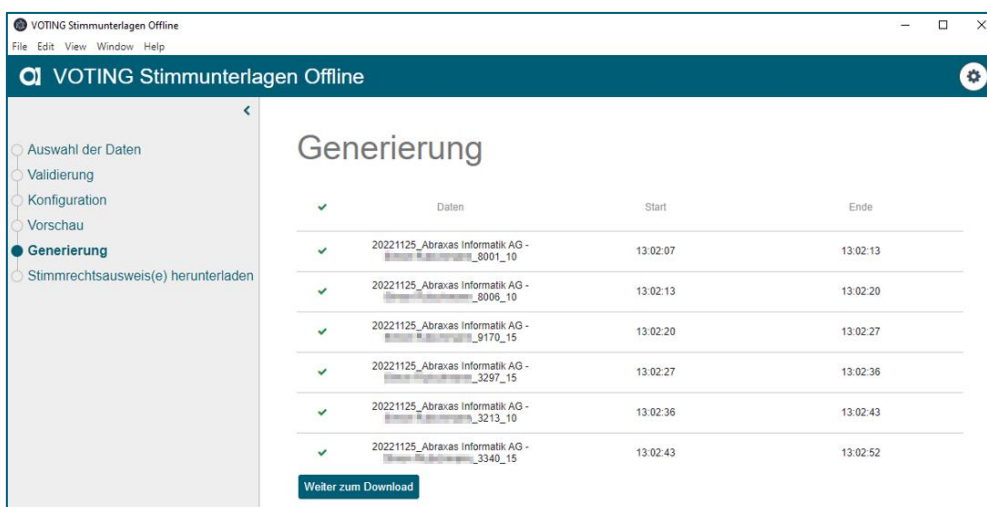 VOTING Stimmunterlagen Offline
File Edit View Window Help
VOTING Stimmunterlagen Offline
Auswahl der Daten
Validierung
Konfiguration
Vorschau
Generierung
Stimmrechtsausweis(e) herunterladen
Generierung
Daten Start Ende
20221125_Abraxas Informatik AG -
_8001_10 13:02:07 13:02:13
20221125_Abraxas Informatik AG -
_8006_10 13:02:13 13:02:20
20221125_Abraxas Informatik AG -
_9170_15 13:02:20 13:02:27
20221125_Abraxas Informatik AG -
_3297_15 13:02:27 13:02:36
20221125_Abraxas Informatik AG -
_3213_10 13:02:36 13:02:43
20221125_Abraxas Informatik AG -
_3340_15 13:02:43 13:02:52
Weiter zum Download